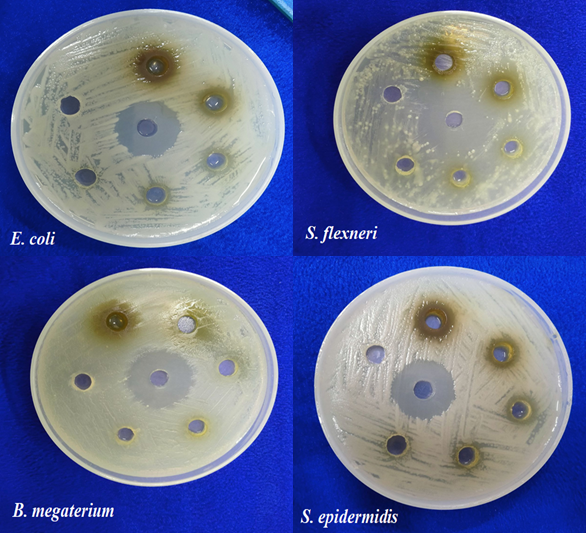 E. coli
S. flexneri
B. megaterium
S. epidermidis